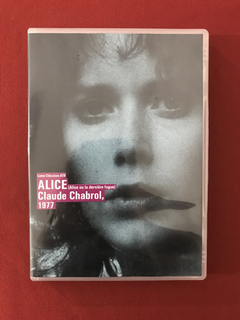 ALICE (Alice ou la dernière fugue)
Claude Chabrol,
1977